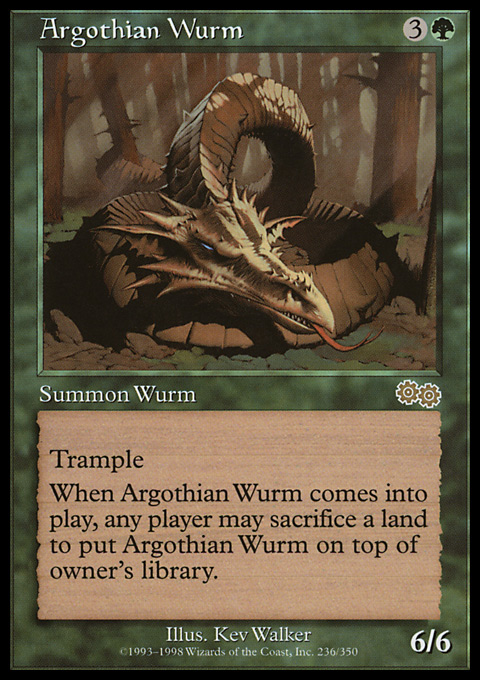 Argothian Wurm 3
Summon Wurm
Trample
When Argothian Wurm comes into
play, any player may sacrifice a land
to put Argothian Wurm on top of
owner's library.
Illus. Kev Walker
©1993–1998 Wizards of the Coast, Inc. 236/350
6/6